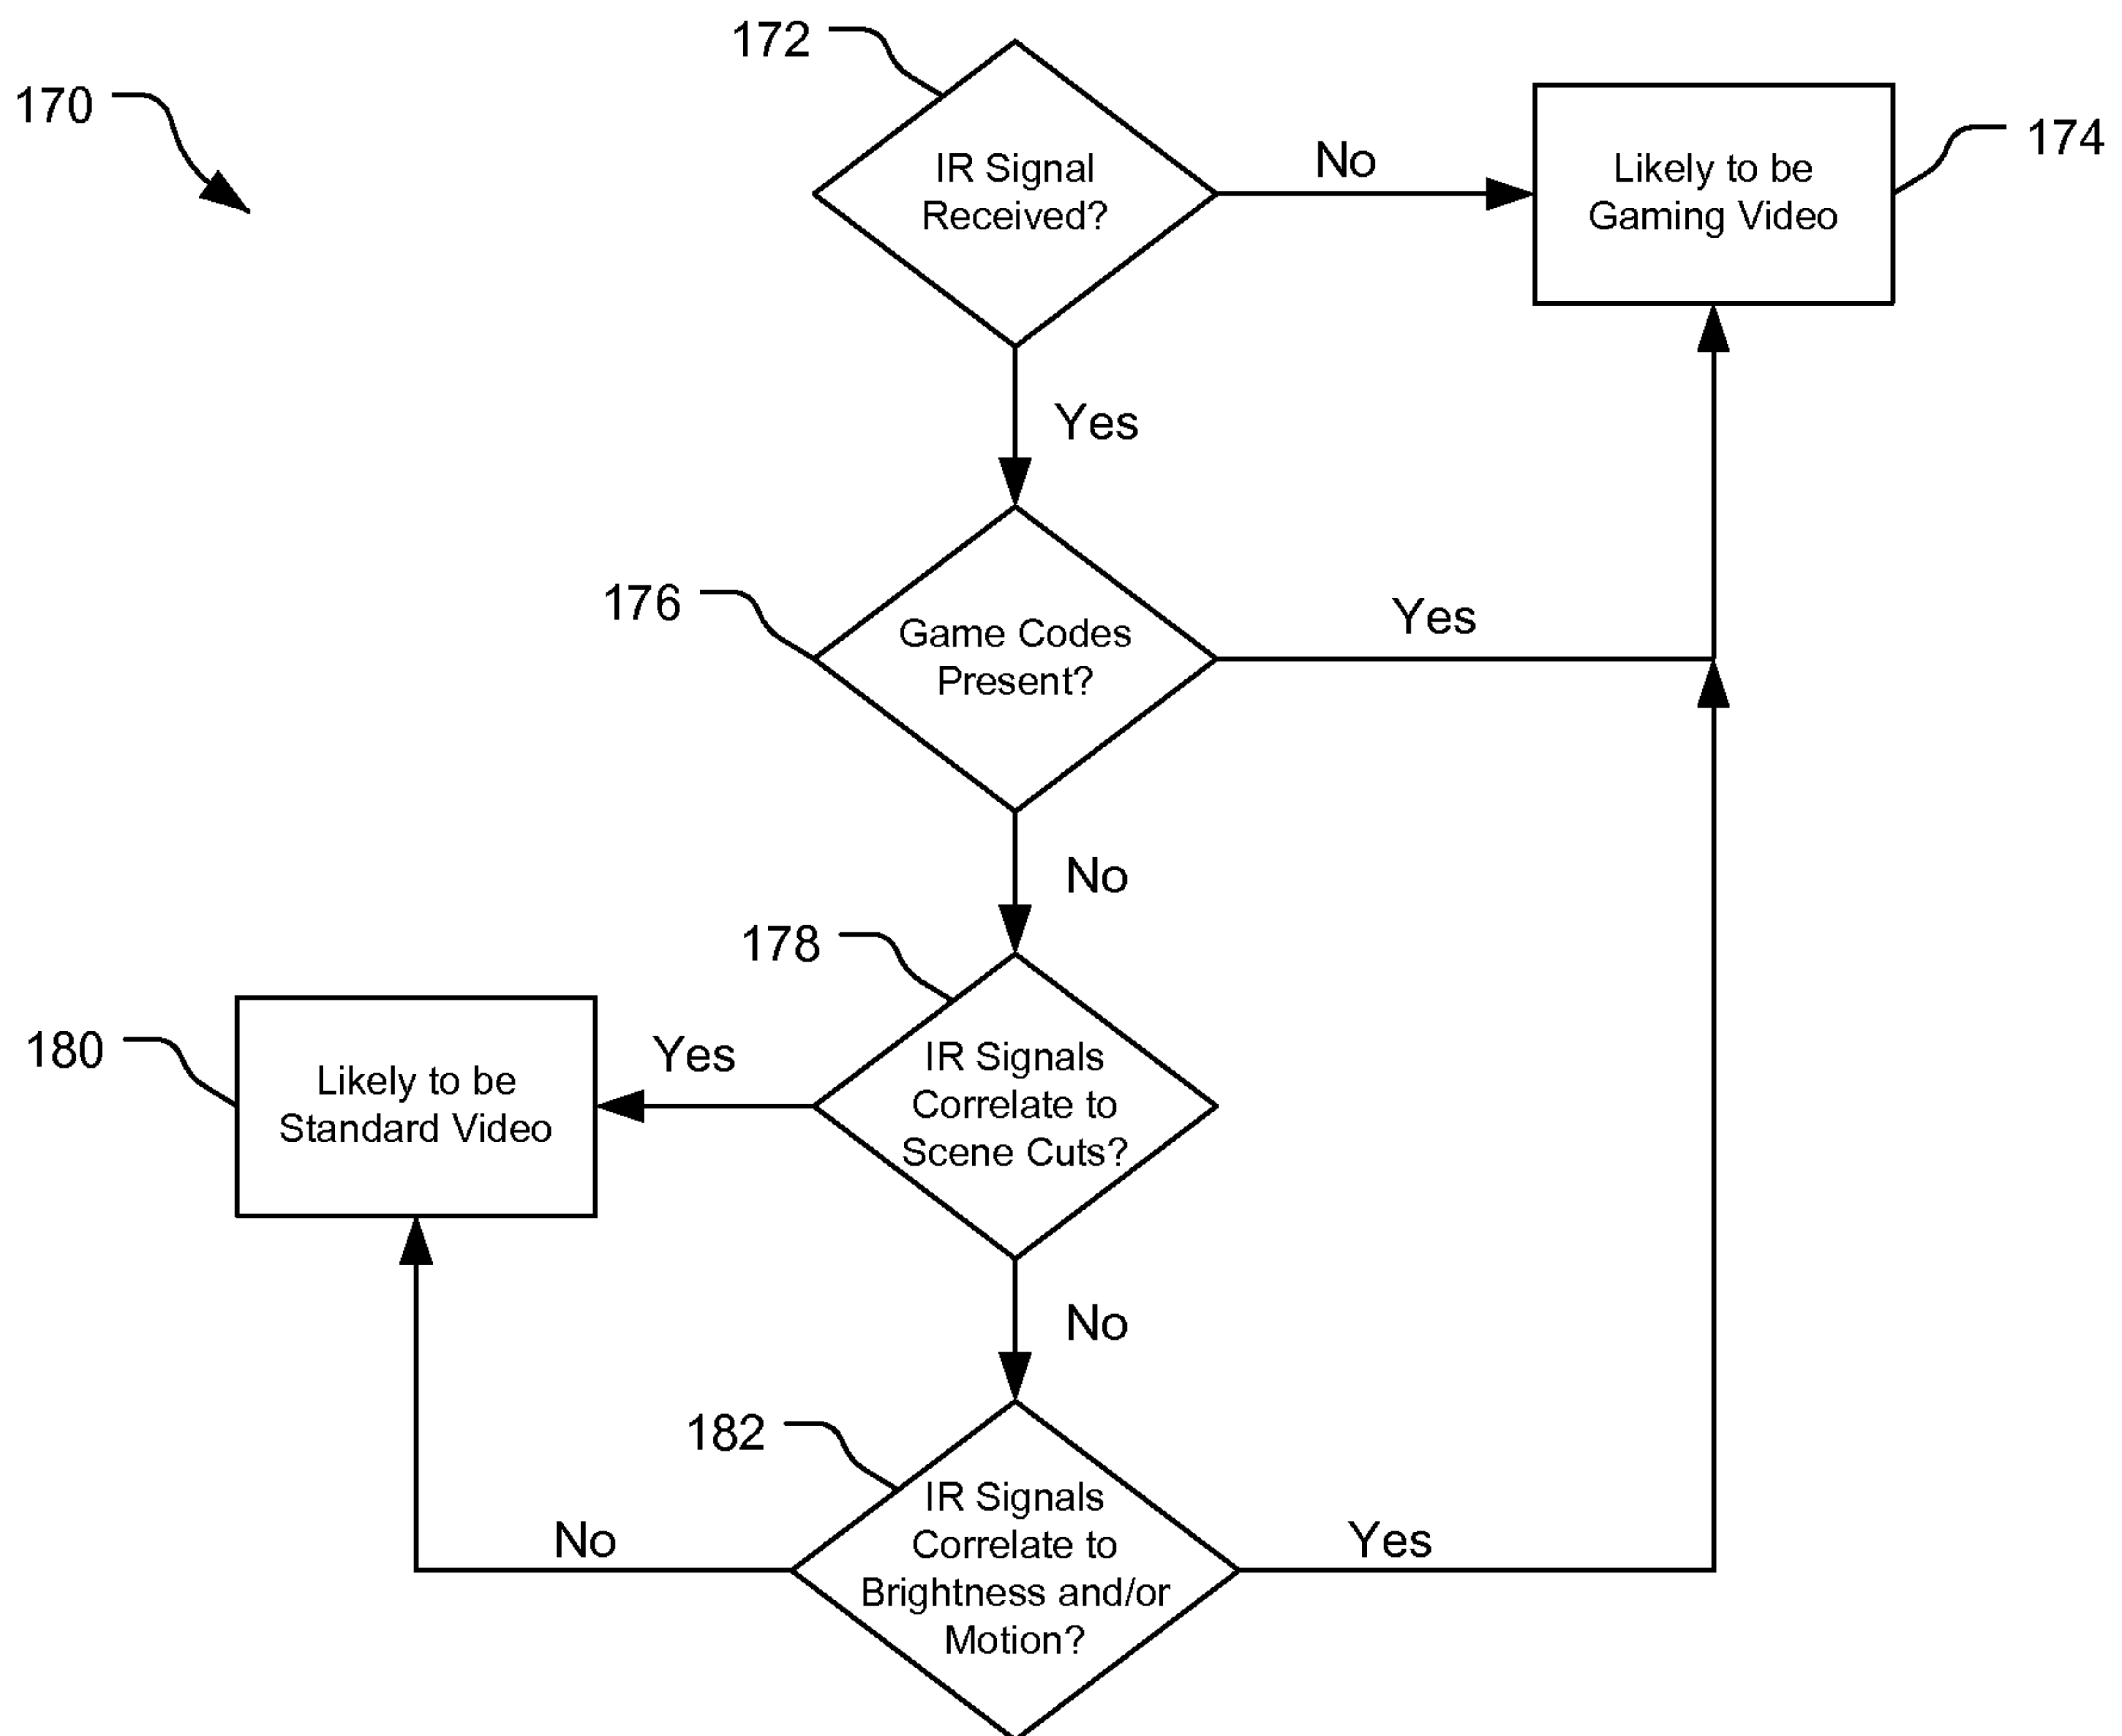 172
170
IR Signal
Received?
No
Likely to be
Gaming Video
174
Yes
176
Game Codes
Present?
Yes
No
178
IR Signals
Correlate to
Scene Cuts?
Yes
180
Likely to be
Standard Video
No
182
IR Signals
Correlate to
Brightness and/or
Motion?
No
Yes